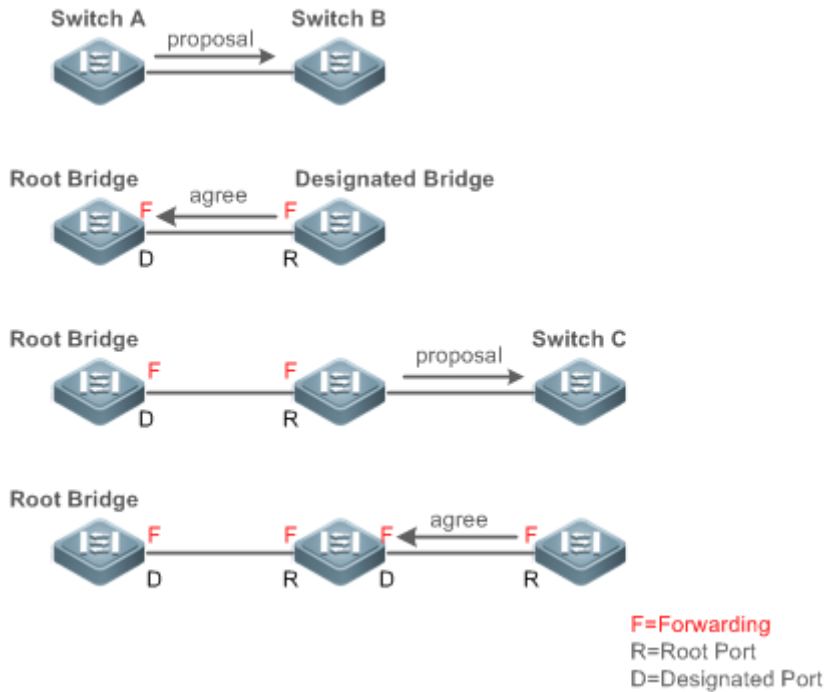 Switch A
Switch B
proposal
Root Bridge
Designated Bridge
F
agree
F
D
R
Root Bridge
Switch C
F
F
proposal
D
R
Root Bridge
F
F
F
agree
F
D
R
D
R
F=Forwarding
R=Root Port
D=Designated Port